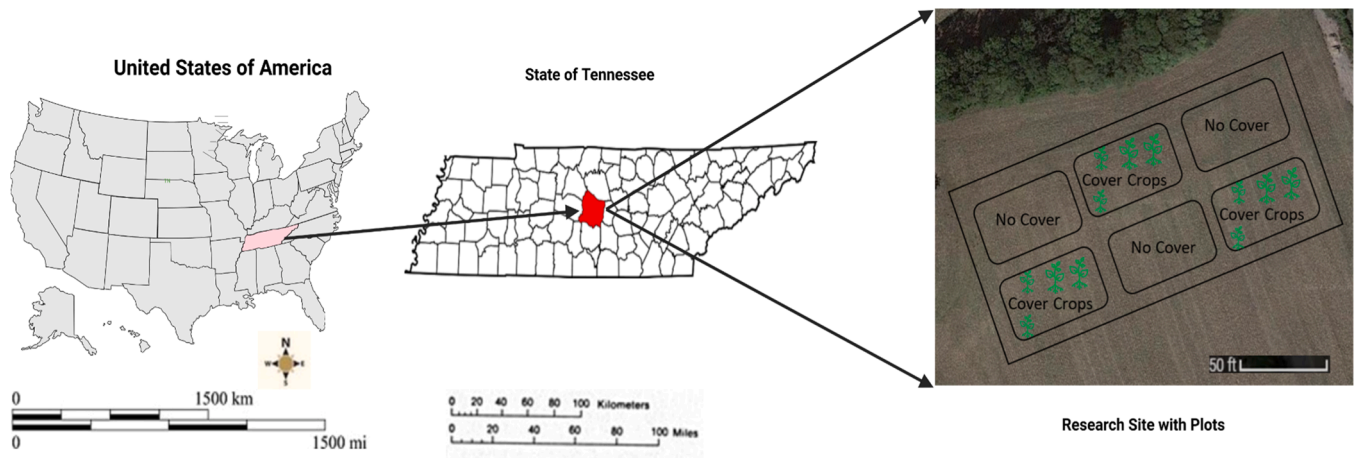 United States of America
State of Tennessee
No Cover
Cover Crops
No Cover
Cover Crops
No Cover
Cover Crops
50 ft
N
W E
S
0 1500 km
0 1500 mi
0 20 40 60 80 100 Kilometers
0 20 40 60 80 100 Miles
Research Site with Plots